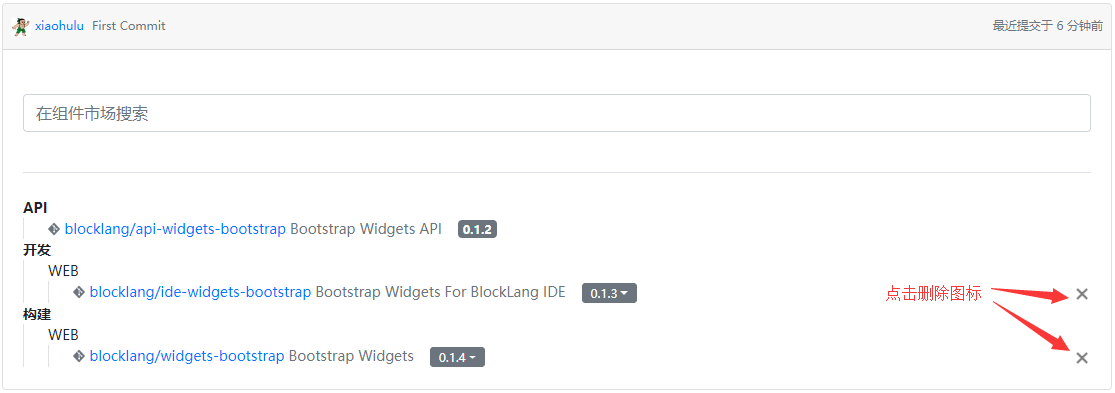 xiaohulu First Commit 最近提交于 6 分钟前
在组件市场搜索
API
blocklang/api-widgets-bootstrap Bootstrap Widgets API 0.1.2
开发
WEB
blocklang/ide-widgets-bootstrap Bootstrap Widgets For BlockLang IDE 0.1.3
点击删除图标
构建
WEB
blocklang/widgets-bootstrap Bootstrap Widgets 0.1.4